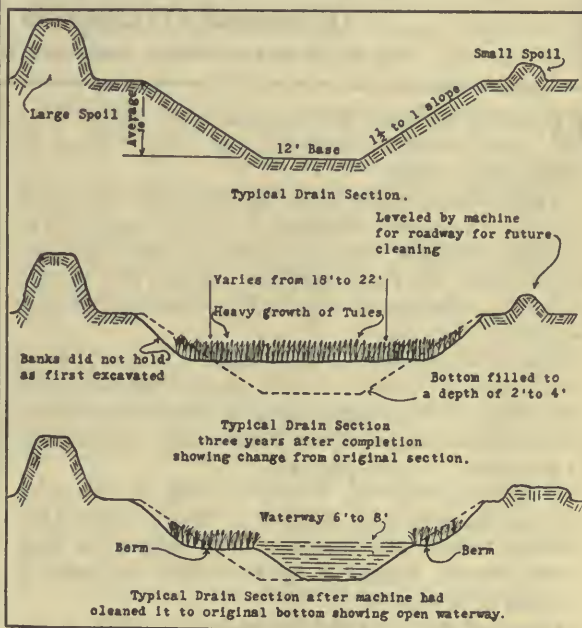 Small Spoil
Large Spoil
Average
12' Base
1½ to 1 slope
Typical Drain Section.
Leveled by machine
for roadway for future
cleaning
Varies from 18'to 22'
Heavy growth of Tules
Banks did not hold
as first excavated
Bottom filled to
a depth of 2'to 4'
Typical Drain Section
three years after completion
showing change from original section.
Waterway 6'to 8'
Berm
Berm
Typical Drain Section after machine had
cleaned it to original bottom showing open waterway.